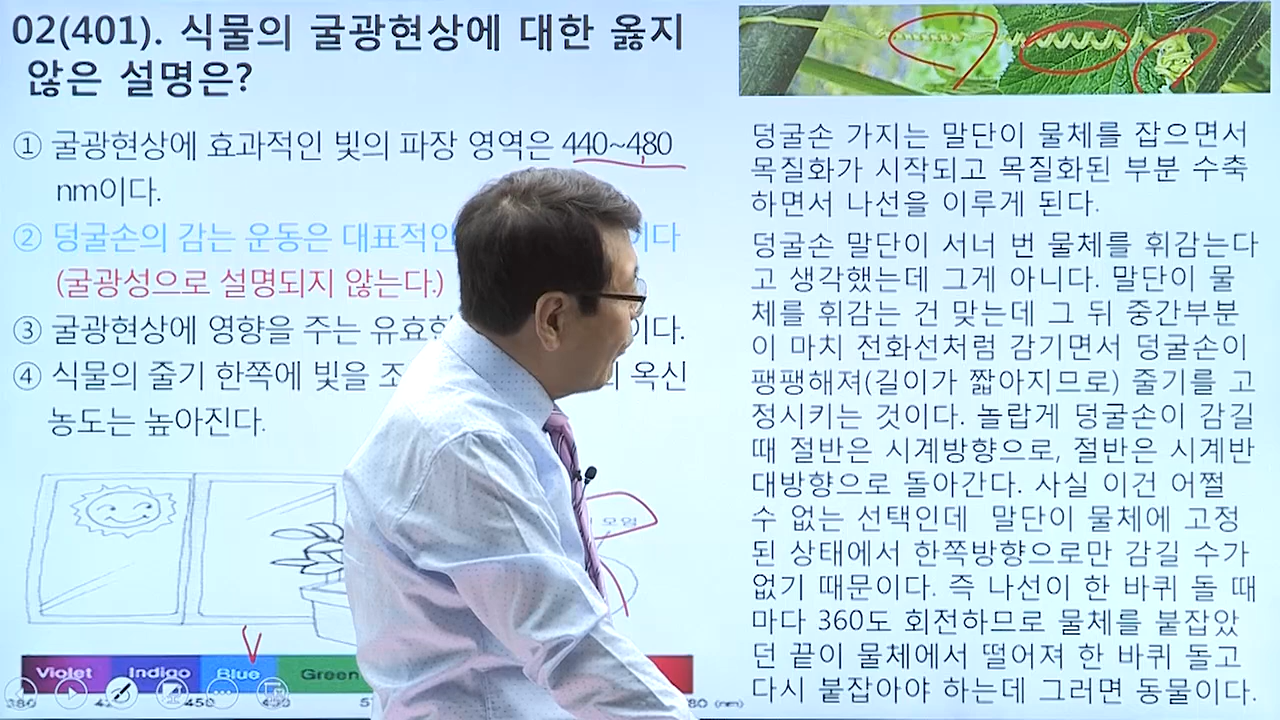 02(401). 식물의 굴광현상에 대한 옳지
않은 설명은?
① 굴광현상에 효과적인 빛의 파장 영역은 440~480
nm이다.
② 덩굴손의 감는 운동은 대표적인 이다
(굴광성으로 설명되지 않는다.)
③ 굴광현상에 영향을 주는 이다.
④ 식물의 줄기 한쪽에 빛을 옥신
농도는 높아진다.
Violet Indigo Blue Green
450
(nm)
덩굴손 가지는 말단이 물체를 잡으면서
목질화가 시작되고 목질화된 부분 수축
하면서 나선을 이루게 된다.
덩굴손 말단이 서너 번 물체를 휘감는다
고 생각했는데 그게 아니다. 말단이 물
체를 휘감는 건 맞는데 그 뒤 중간부분
이 마치 전화선처럼 감기면서 덩굴손이
팽팽해져(길이가 짧아지므로) 줄기를 고
정시키는 것이다. 놀랍게 덩굴손이 감길
때 절반은 시계방향으로, 절반은 시계반
대방향으로 돌아간다. 사실 이건 어쩔
수 없는 선택인데 말단이 물체에 고정
된 상태에서 한쪽방향으로만 감길 수가
없기 때문이다. 즉 나선이 한 바퀴 돌 때
마다 360도 회전하므로 물체를 붙잡았
던 끝이 물체에서 떨어져 한 바퀴 돌고
다시 붙잡아야 하는데 그러면 동물이다.